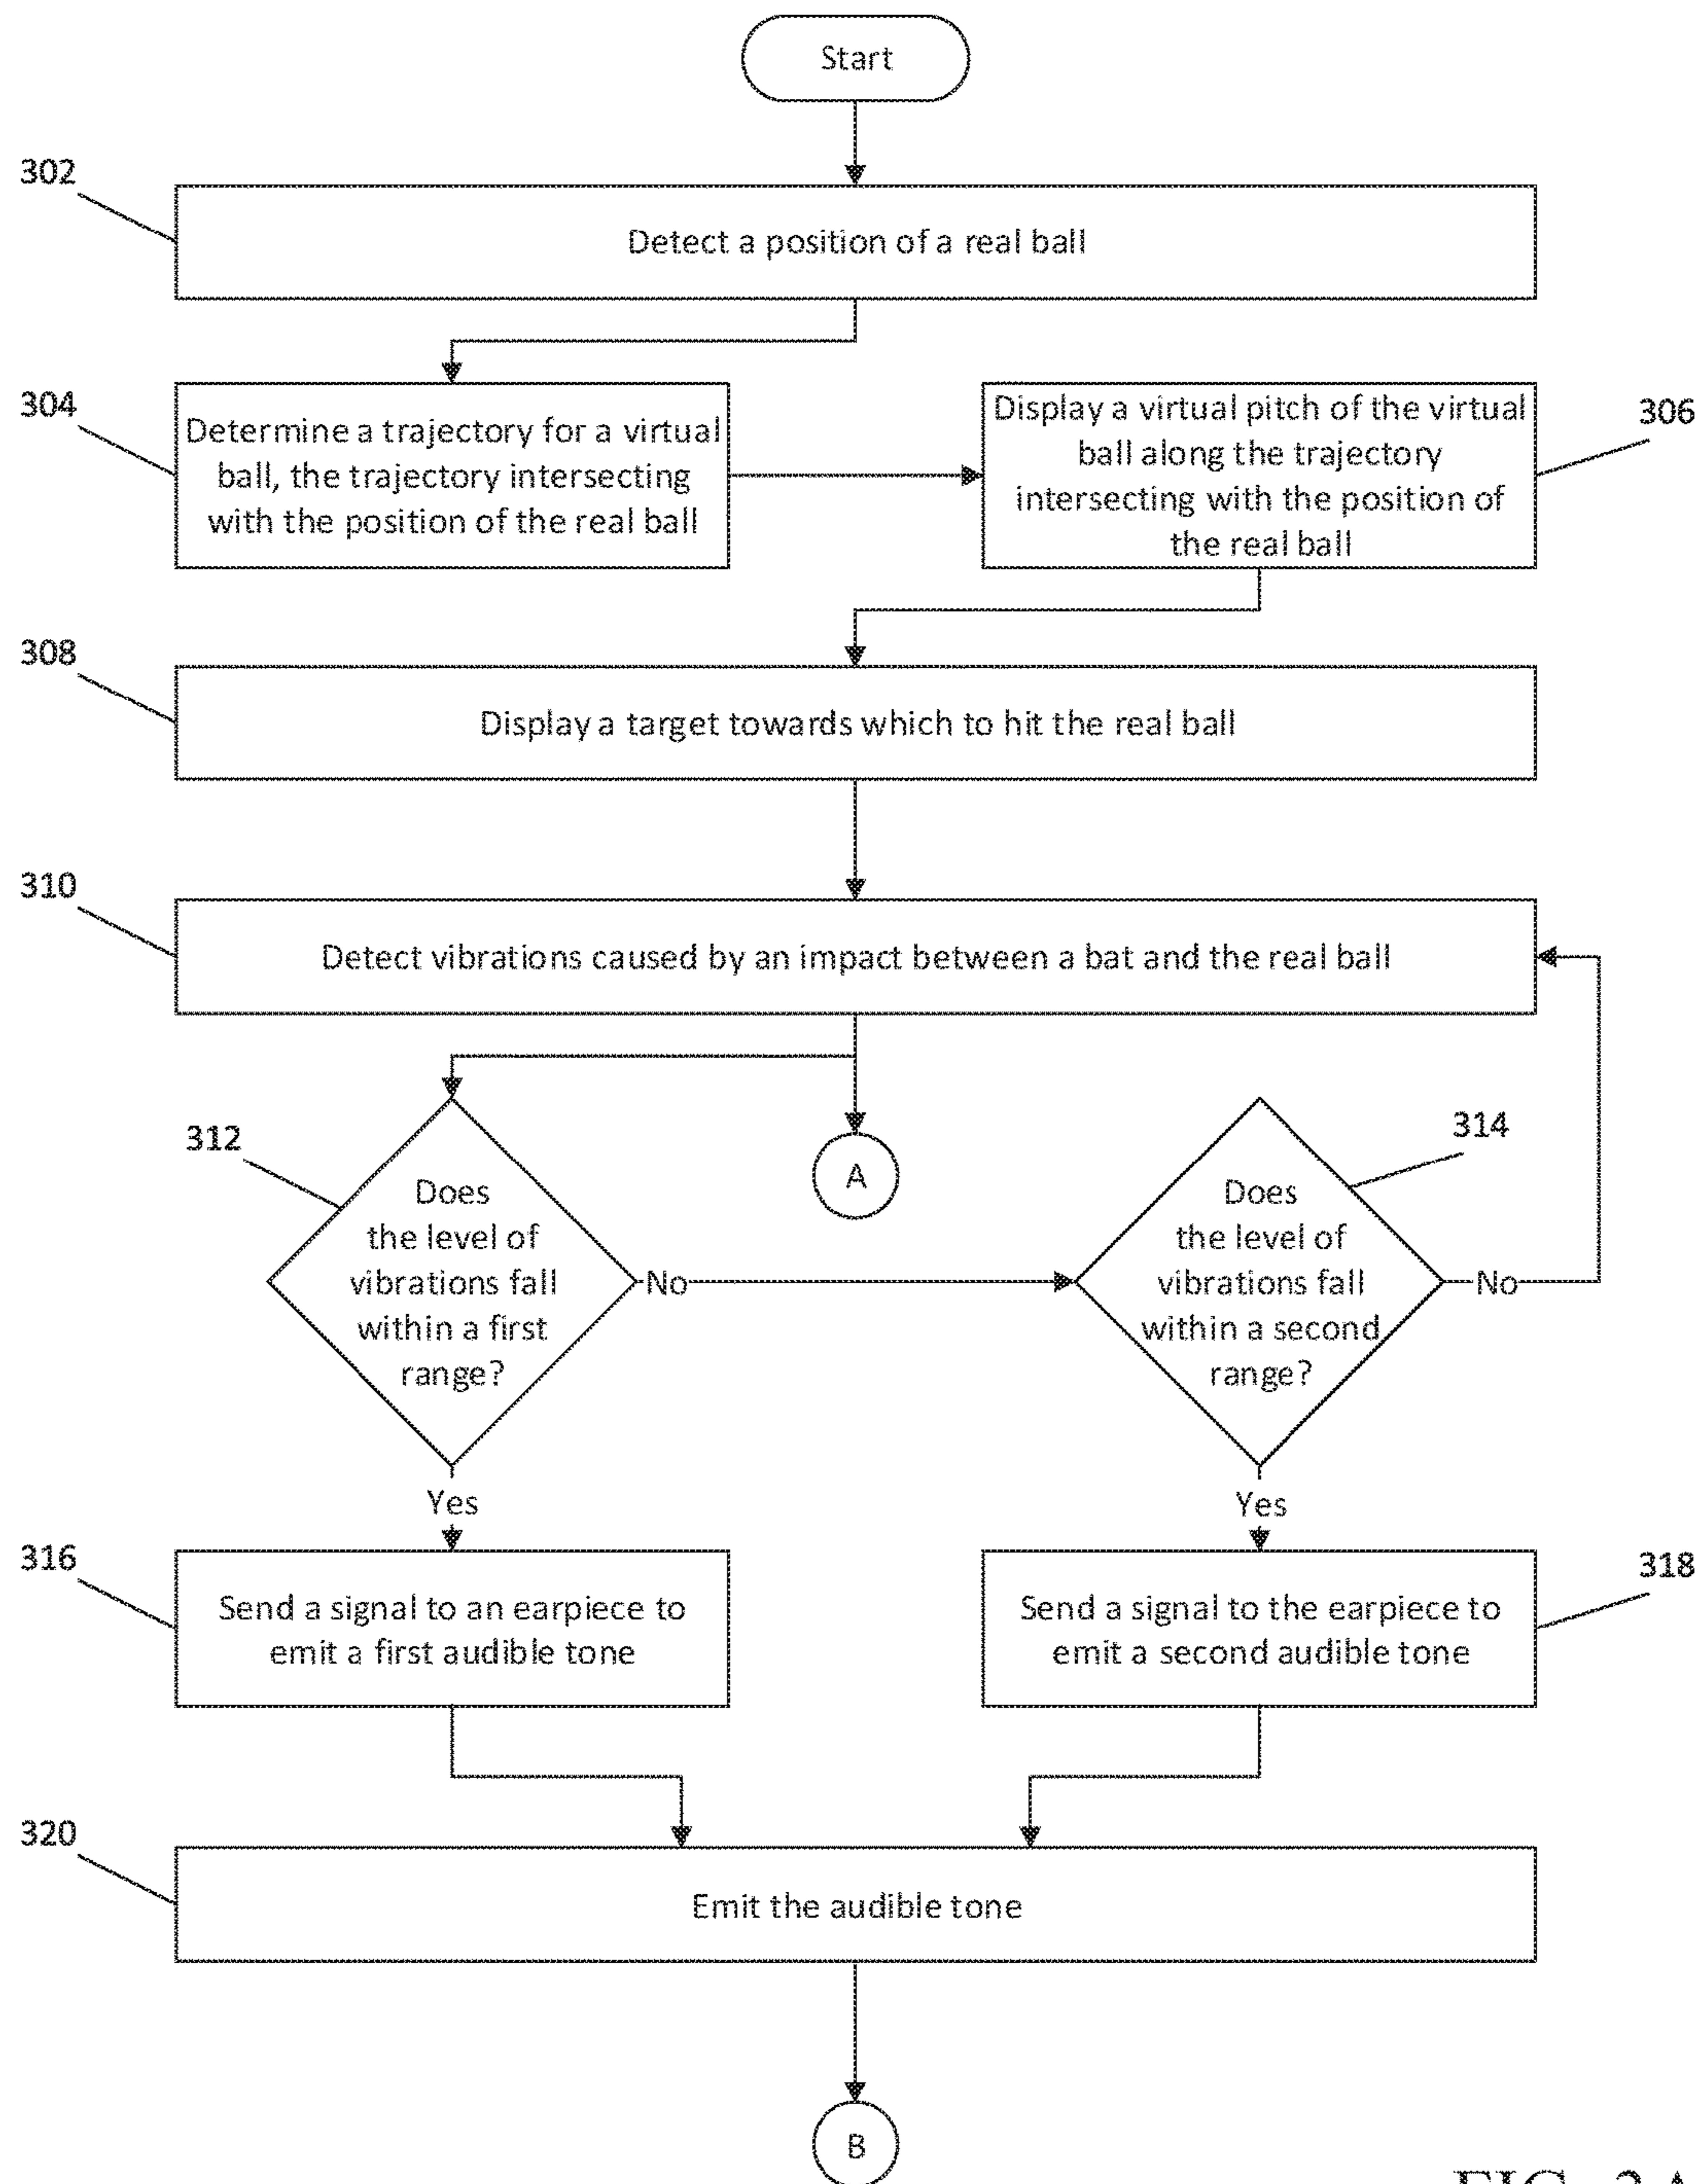 Start
302
Detect a position of a real ball
304
Determine a trajectory for a virtual
ball, the trajectory intersecting
with the position of the real ball
Display a virtual pitch of the virtual
ball along the trajectory
intersecting with the position of
the real ball
306
308
Display a target towards which to hit the real ball
310
Detect vibrations caused by an impact between a bat and the real ball
312
Does
the level of
vibrations fall
within a first
range?
No
A
314
Does
the level of
vibrations fall
within a second
range?
No
Yes
Yes
316
Send a signal to an earpiece to
emit a first audible tone
Send a signal to the earpiece to
emit a second audible tone
318
320
Emit the audible tone
B
FIG. 3A